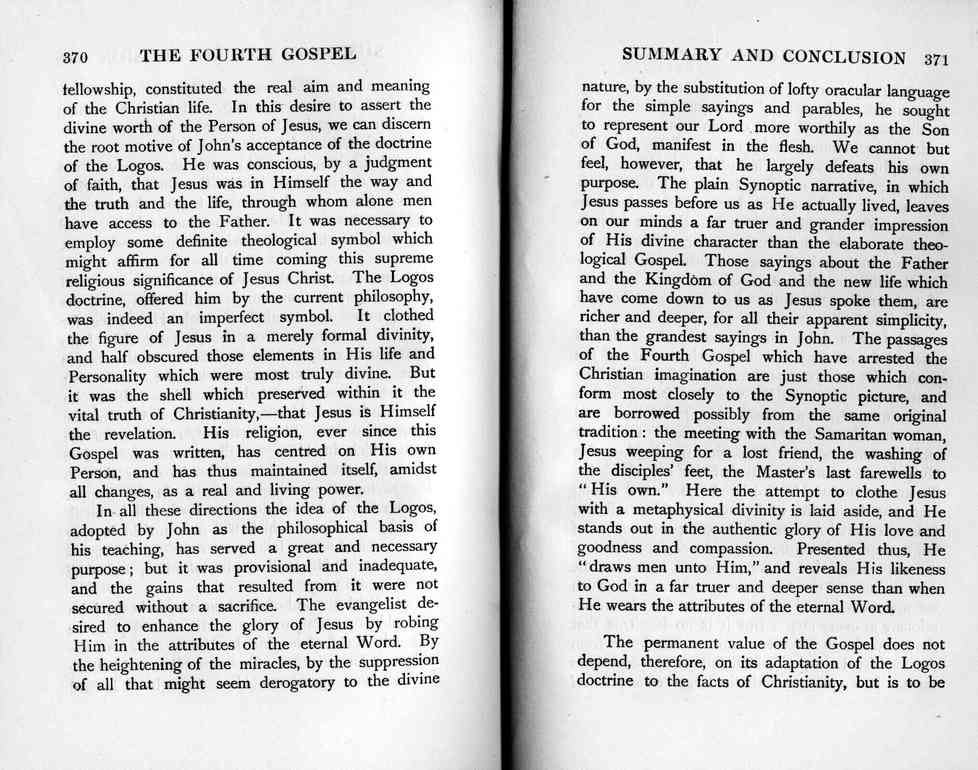 370 THE FOURTH GOSPEL
fellowship, constituted the real aim and meaning
of the Christian life. In this desire to assert the
divine worth of the Person of Jesus, we can discern
the root motive of John's acceptance of the doctrine
of the Logos. He was conscious, by a judgment
of faith, that Jesus was in Himself the way and
the truth and the life, through whom alone men
have access to the Father. It was necessary to
employ some definite theological symbol which
might affirm for all time coming this supreme
religious significance of Jesus Christ. The Logos
doctrine, offered him by the current philosophy,
was indeed an imperfect symbol. It clothed
the figure of Jesus in a merely formal divinity,
and half obscured those elements in His life and
Personality which were most truly divine. But
it was the shell which preserved within it the
vital truth of Christianity,—that Jesus is Himself
the revelation. His religion, ever since this
Gospel was written, has centred on His own
Person, and has thus maintained itself, amidst
all changes, as a real and living power.
In all these directions the idea of the Logos,
adopted by John as the philosophical basis of
his teaching, has served a great and necessary
purpose; but it was provisional and inadequate,
and the gains that resulted from it were not
secured without a sacrifice. The evangelist de-
sired to enhance the glory of Jesus by robing
Him in the attributes of the eternal Word. By
the heightening of the miracles, by the suppression
of all that might seem derogatory to the divine
SUMMARY AND CONCLUSION 371
nature, by the substitution of lofty oracular language
for the simple sayings and parables, he sought
to represent our Lord more worthily as the Son
of God, manifest in the flesh. We cannot but
feel, however, that he largely defeats his own
purpose. The plain Synoptic narrative, in which
Jesus passes before us as He actually lived, leaves
on our minds a far truer and grander impression
of His divine character than the elaborate theo-
logical Gospel. Those sayings about the Father
and the Kingdom of God and the new life which
have come down to us as Jesus spoke them, are
richer and deeper, for all their apparent simplicity,
than the grandest sayings in John. The passages
of the Fourth Gospel which have arrested the
Christian imagination are just those which con-
form most closely to the Synoptic picture, and
are borrowed possibly from the same original
tradition: the meeting with the Samaritan woman,
Jesus weeping for a lost friend, the washing of
the disciples' feet, the Master's last farewells to
"His own." Here the attempt to clothe Jesus
with a metaphysical divinity is laid aside, and He
stands out in the authentic glory of His love and
goodness and compassion. Presented thus, He
"draws men unto Him," and reveals His likeness
to God in a far truer and deeper sense than when
He wears the attributes of the eternal Word.
The permanent value of the Gospel does not
depend, therefore, on its adaptation of the Logos
doctrine to the facts of Christianity, but is to be